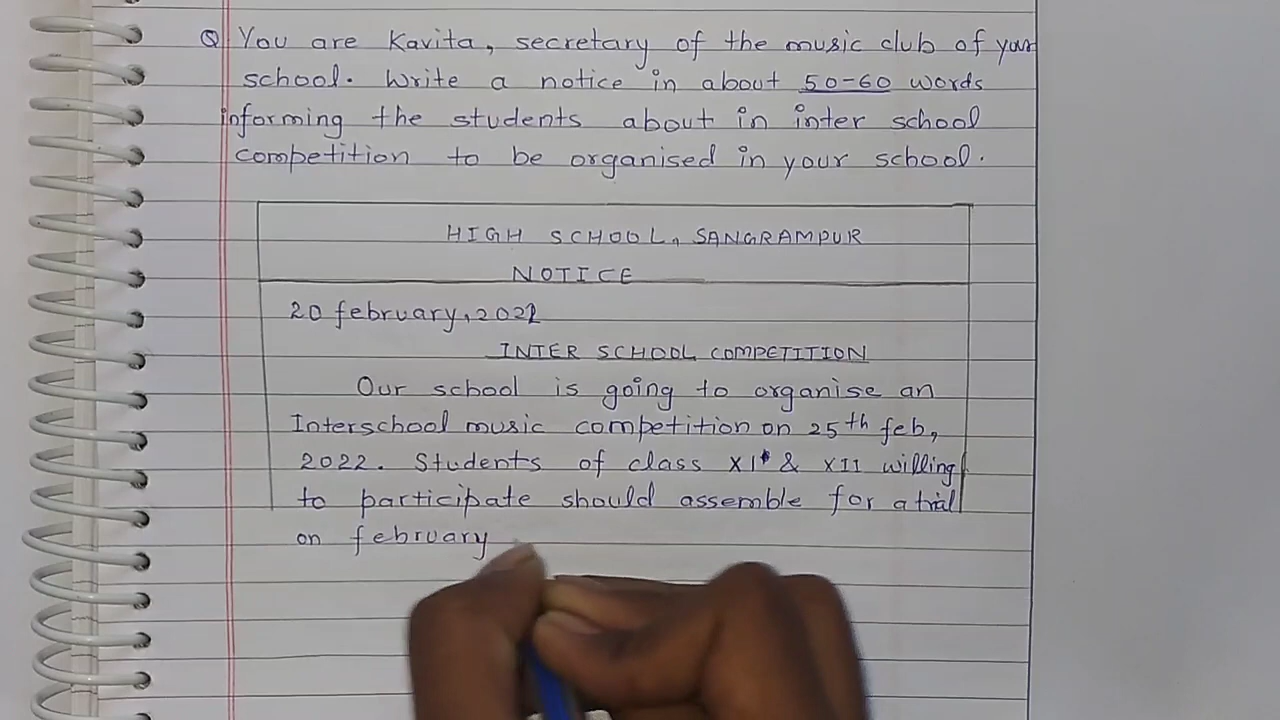 Q You are Kavita, secretary of the music club of your
school. Write a notice in about 50-60 words
informing the students about in inter school
competition to be organised in your school.
HIGH SCHOOL, SANGRAMPUR
NOTICE
20 february, 2022
INTER SCHOOL COMPETITION
Our school is going to organise an
Interschool music competition on 25th feb,
2022. Students of class XI & XII willing
to participate should assemble for a trial
on february